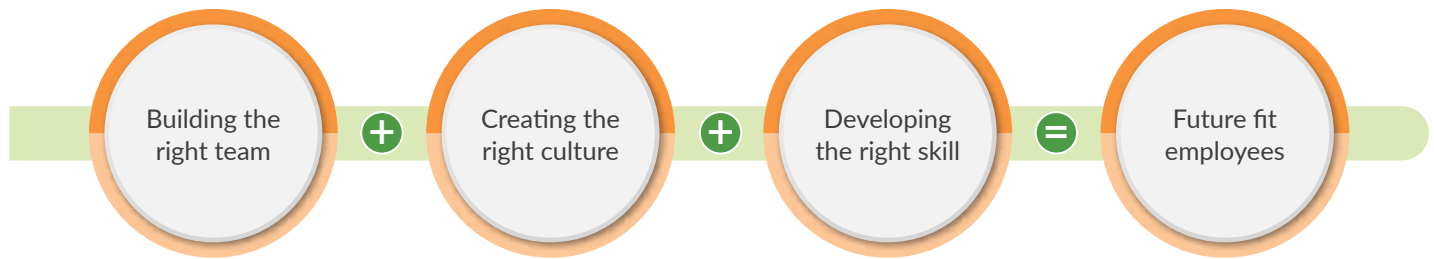 Building the
right team
+
Creating the
right culture
+
Developing
the right skill
=
Future fit
employees